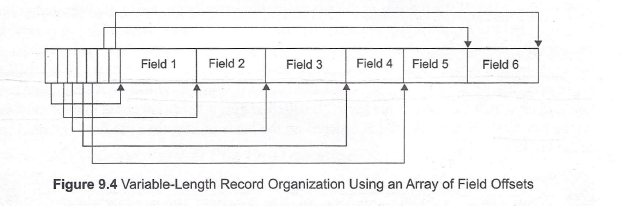 Field 1 Field 2 Field 3 Field 4 Field 5 Field 6
Figure 9.4 Variable-Length Record Organization Using an Array of Field Offsets